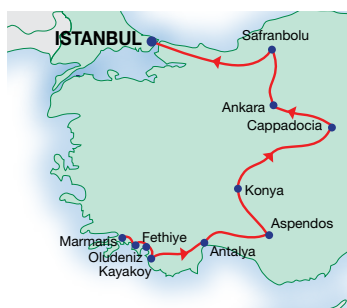 ISTANBUL
Safranbolu
Ankara
Cappadocia
Konya
Fethiye
Marmaris
Aspendos
Oludeniz
Antalya
Kayakoy